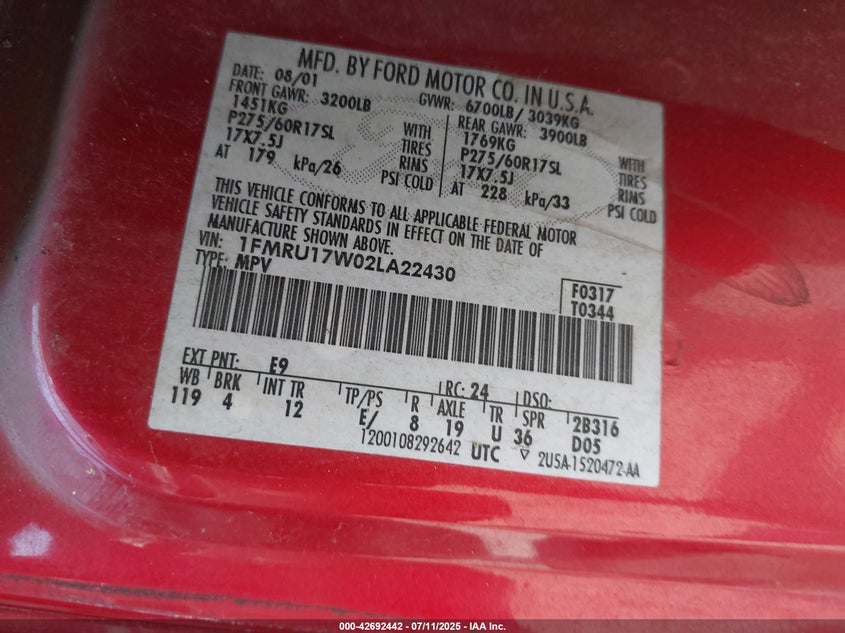 MFD. BY FORD MOTOR CO. IN U.S.A.
DATE: 08/01 GVWR: 6700LB/ 3039KG
FRONT GAWR: 3200LB REAR GAWR: 3900LB
1451KG WITH 1769KG WITH
P275/60R17SL TIRES P275/60R17SL TIRES
17X7.5J RIMS 17X7.5J RIMS
AT 179 kPa/26 PSI COLD AT 228 kPa/33 PSI COLD
THIS VEHICLE CONFORMS TO ALL APPLICABLE FEDERAL MOTOR
VEHICLE SAFETY STANDARDS IN EFFECT ON THE DATE OF
MANUFACTURE SHOWN ABOVE.
VIN: 1FMRU17W02LA22430
TYPE: MPV
F0317
T0344
EXT PNT: E9 RC: 24 DSO:
WB BRK INT TR TP/PS R AXLE TR SPR 2B316
119 4 12 E/ 8 19 U 36 D05
1200108292642 UTC ▽ 2U5A-1520472-AA
000-42692442 - 07/11/2025 - IAA Inc.